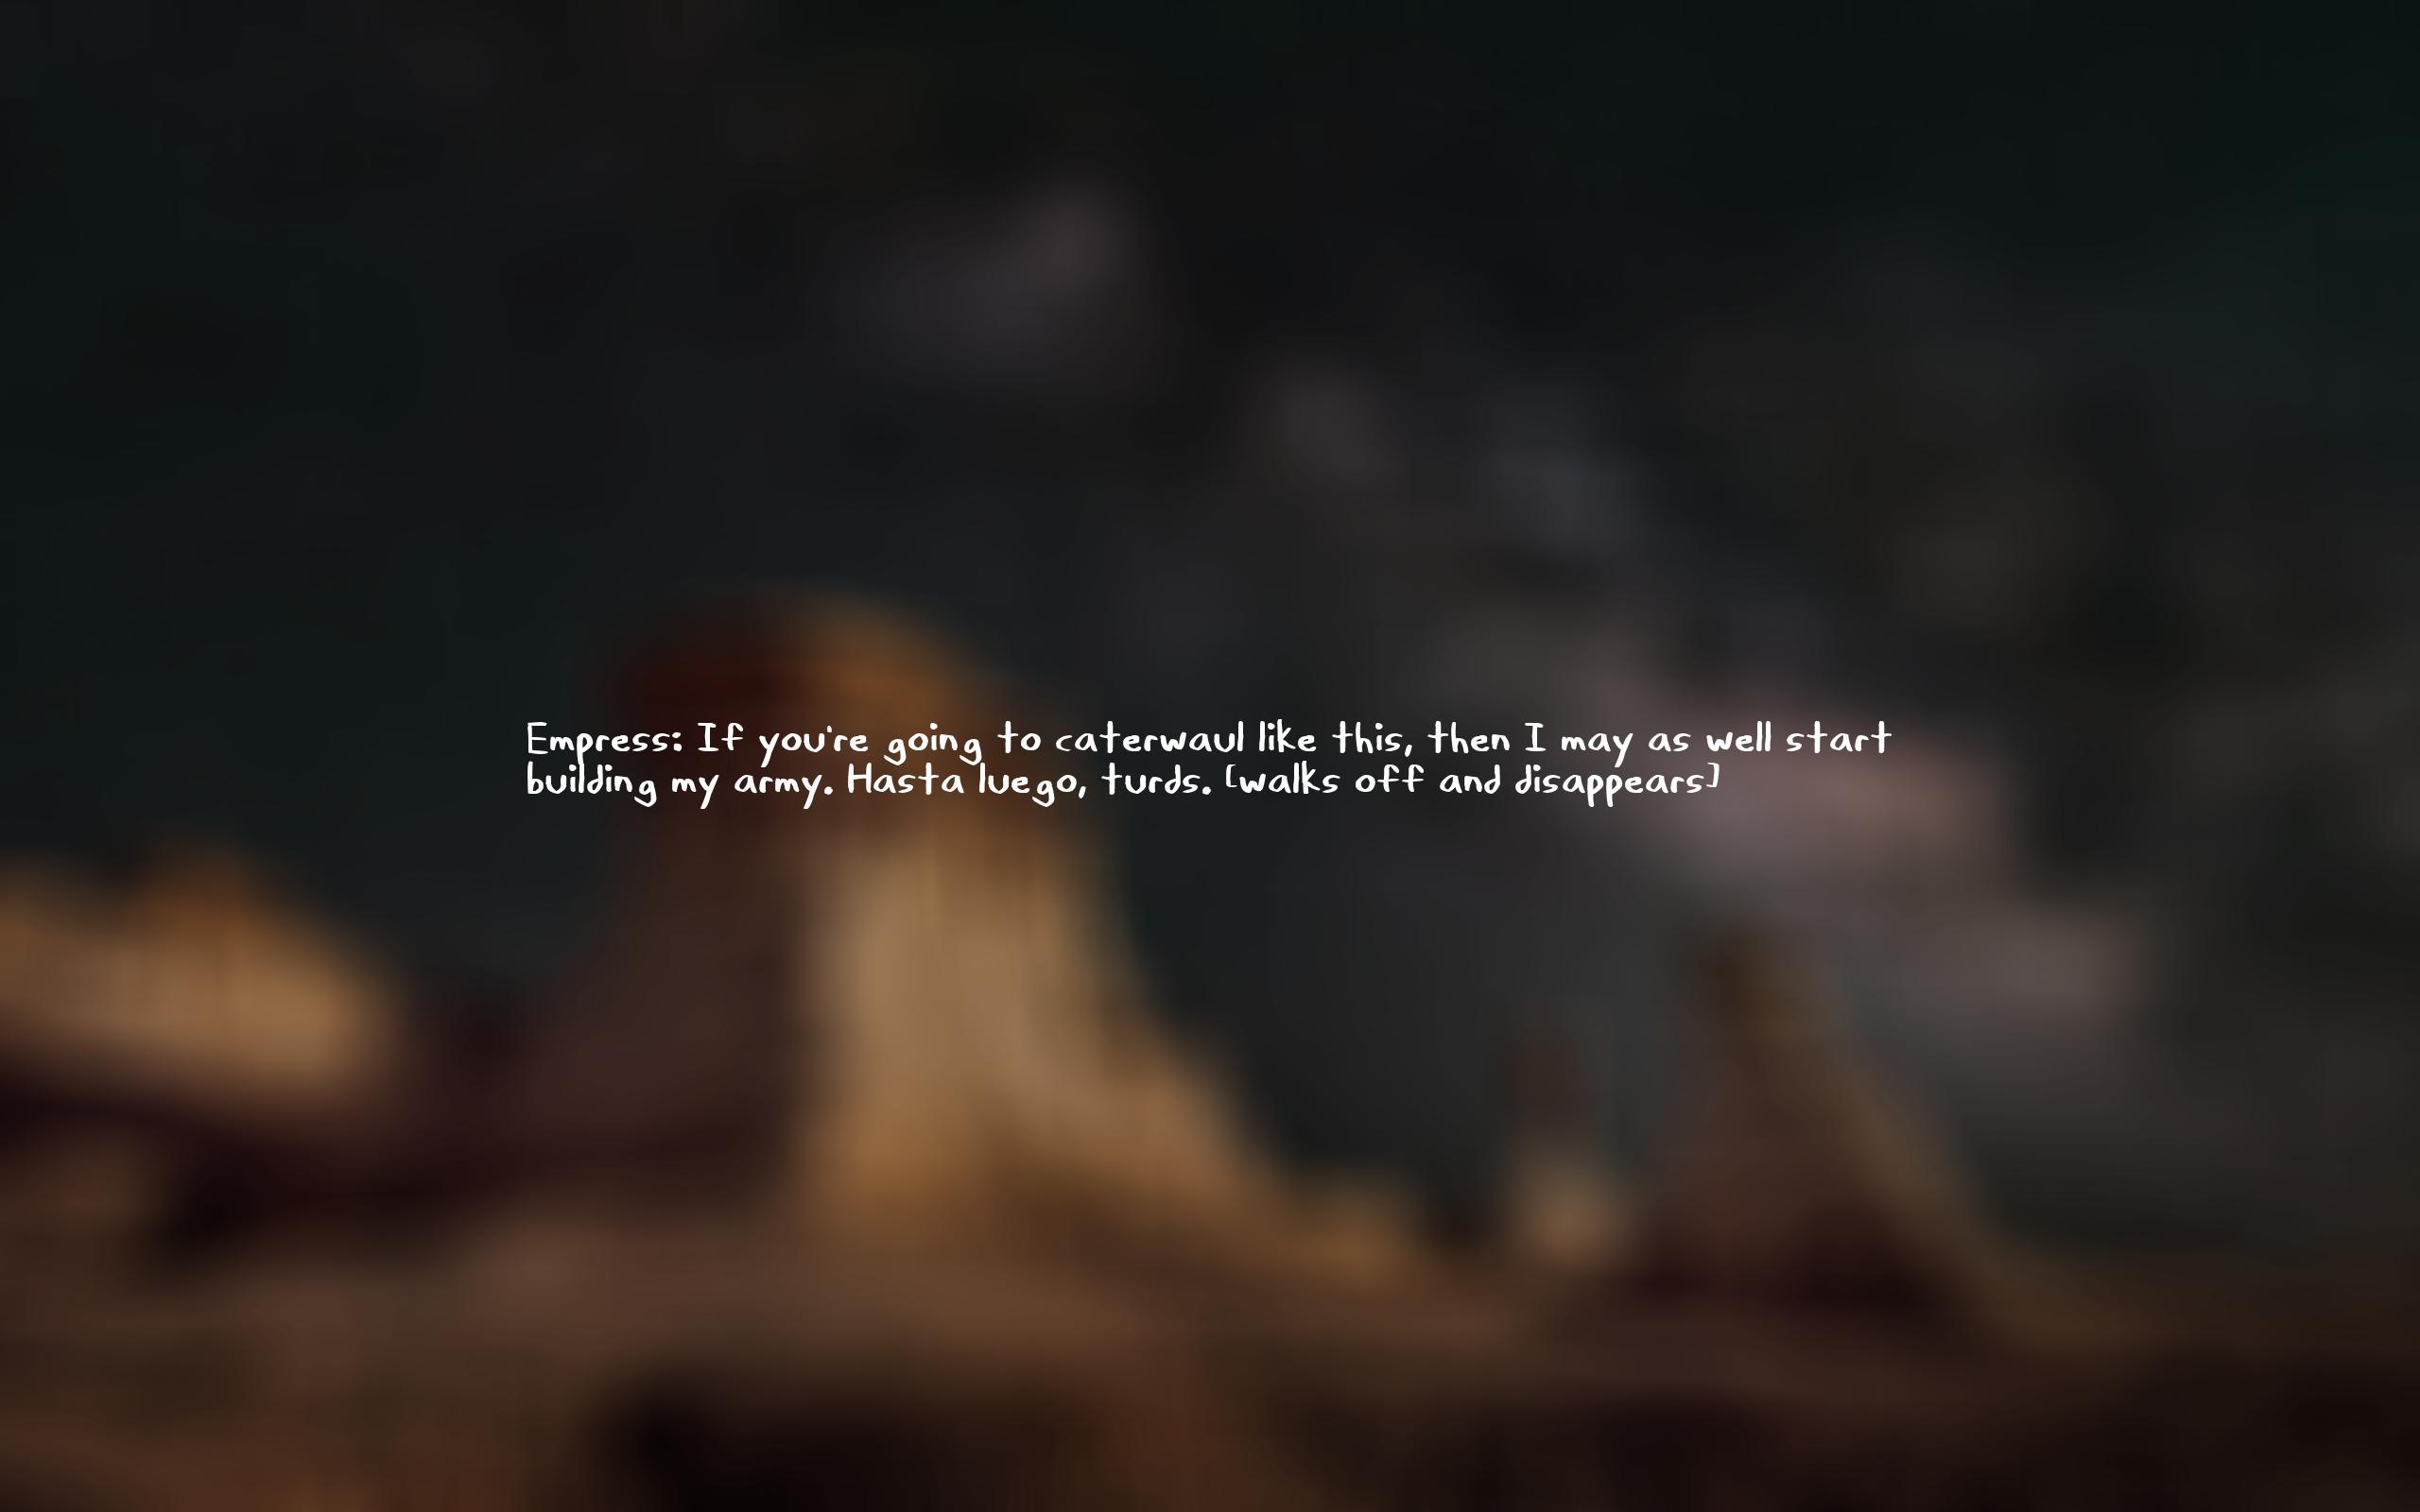 Empress: If you're going to caterwaul like this, then I may as well start
building my army. Hasta luego, turds. [walks off and disappears]